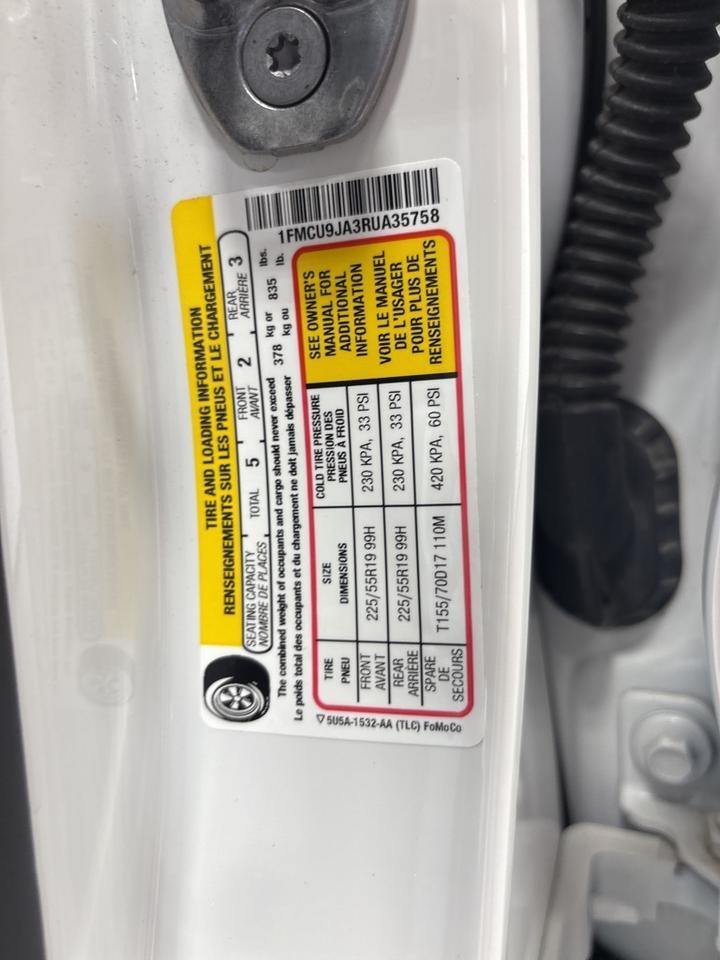 TIRE AND LOADING INFORMATION
RENSEIGNEMENTS SUR LES PNEUS ET LE CHARGEMENT
SEATING CAPACITY TOTAL 5 FRONT 2 REAR 3
NOMBRE DE PLACES AVANT ARRIÈRE
The combined weight of occupants and cargo should never exceed 378 kg or 835 lbs.
Le poids total des occupants et du chargement ne doit jamais dépasser kg ou lb.
1FMCU9JA3RUA35758
TIRE SIZE COLD TIRE PRESSURE
PNEU DIMENSIONS PRESSION DES
PNEUS À FROID
FRONT 225/55R19 99H 230 KPA, 33 PSI
AVANT
REAR 225/55R19 99H 230 KPA, 33 PSI
ARRIÈRE
SPARE T155/70D17 110M 420 KPA, 60 PSI
DE
SECOURS
SEE OWNER'S
MANUAL FOR
ADDITIONAL
INFORMATION
VOIR LE MANUEL
DE L'USAGER
POUR PLUS DE
RENSEIGNEMENTS
5U5A-1532-AA (TLC) FoMoCo